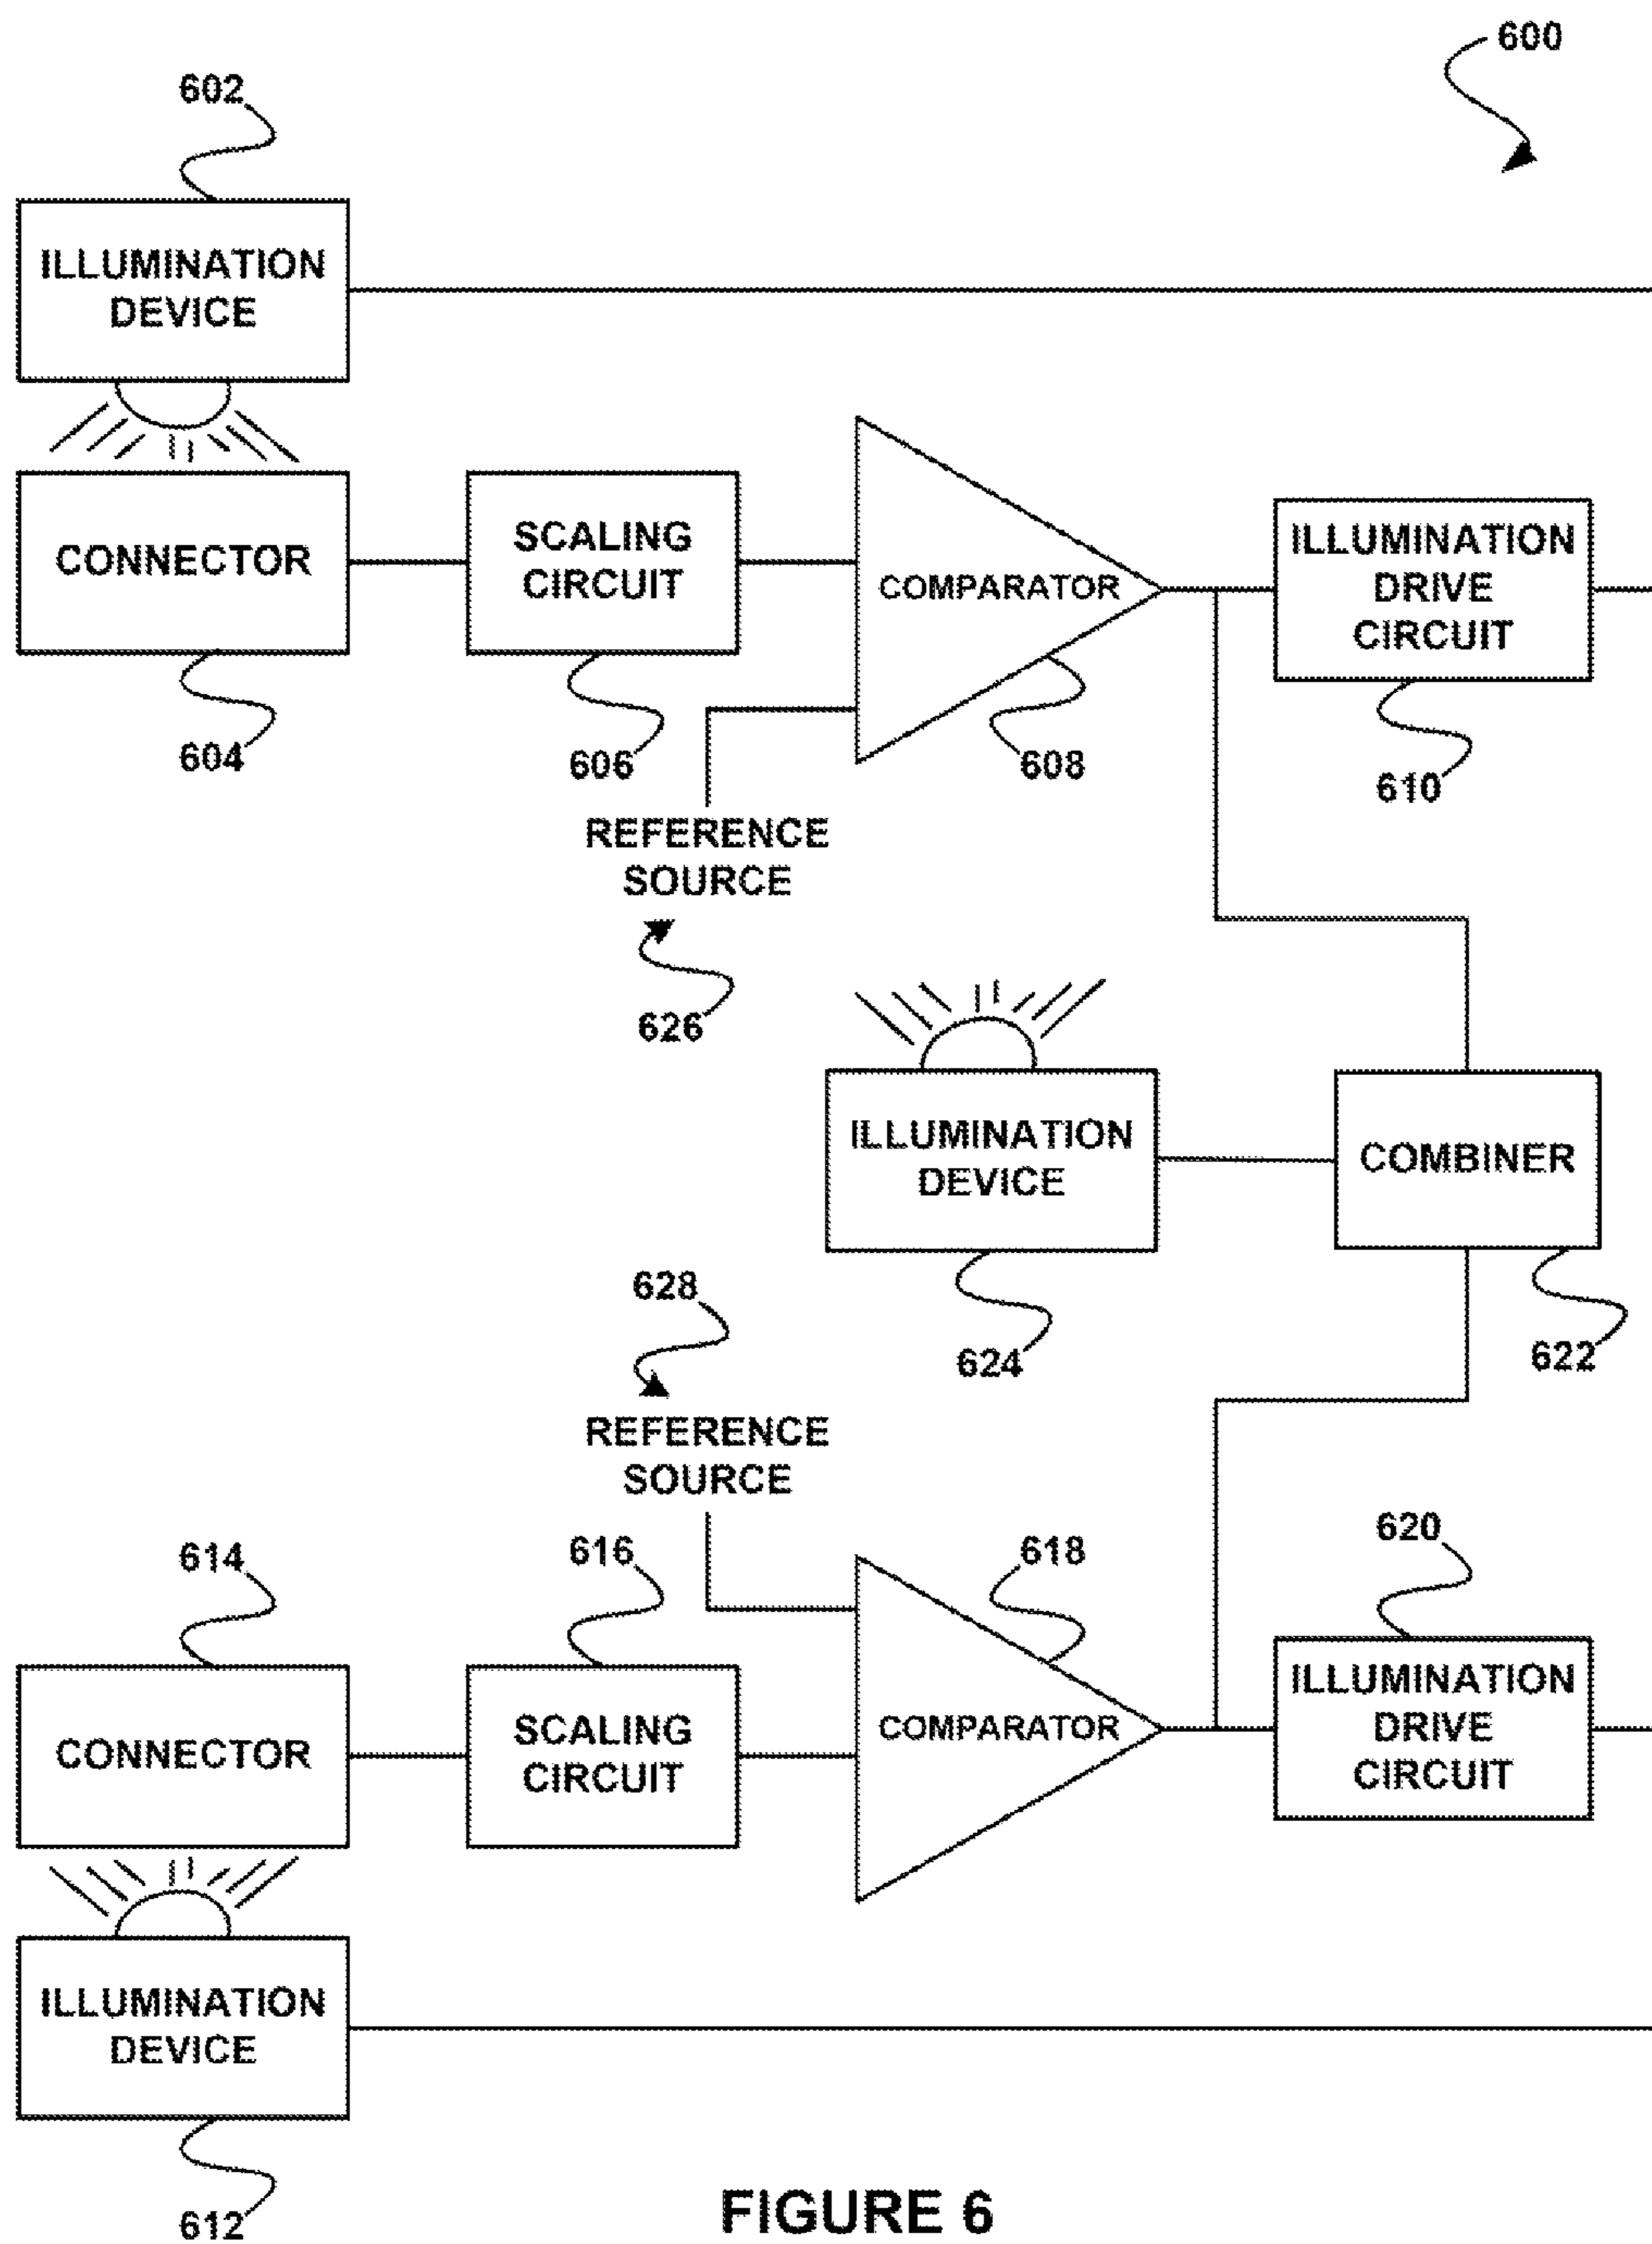 600
602
ILLUMINATION
DEVICE
CONNECTOR
SCALING
CIRCUIT
COMPARATOR
ILLUMINATION
DRIVE
CIRCUIT
604
606
608
610
REFERENCE
SOURCE
626
ILLUMINATION
DEVICE
COMBINER
628
624
622
REFERENCE
SOURCE
614
616
618
620
CONNECTOR
SCALING
CIRCUIT
COMPARATOR
ILLUMINATION
DRIVE
CIRCUIT
ILLUMINATION
DEVICE
612
FIGURE 6